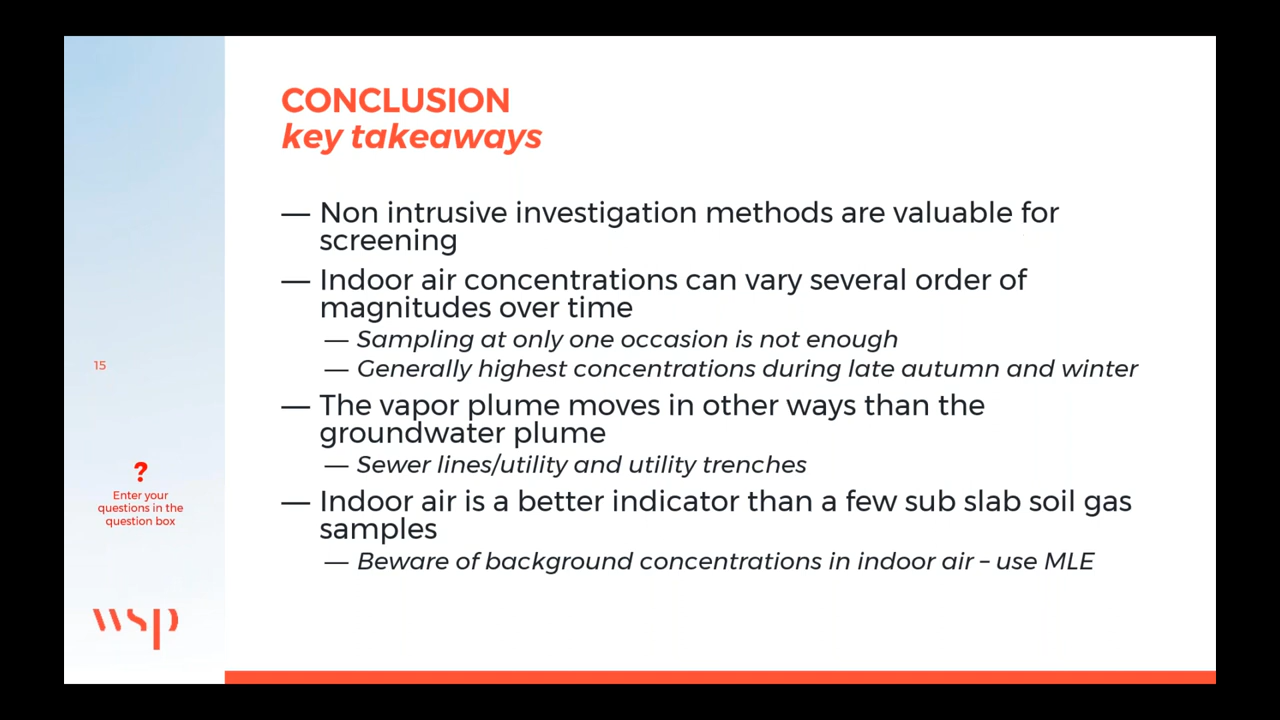 CONCLUSION
key takeaways
— Non intrusive investigation methods are valuable for
screening
— Indoor air concentrations can vary several order of
magnitudes over time
— Sampling at only one occasion is not enough
— Generally highest concentrations during late autumn and winter
— The vapor plume moves in other ways than the
groundwater plume
— Sewer lines/utility and utility trenches
— Indoor air is a better indicator than a few sub slab soil gas
samples
— Beware of background concentrations in indoor air – use MLE
15
?
Enter your
questions in the
question box
wsp